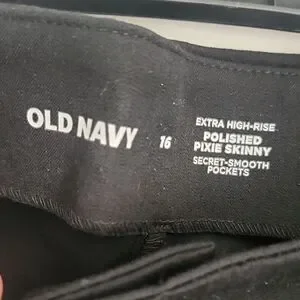 OLD NAVY
16
EXTRA HIGH-RISE
POLISHED
PIXIE SKINNY
SECRET-SMOOTH
POCKETS